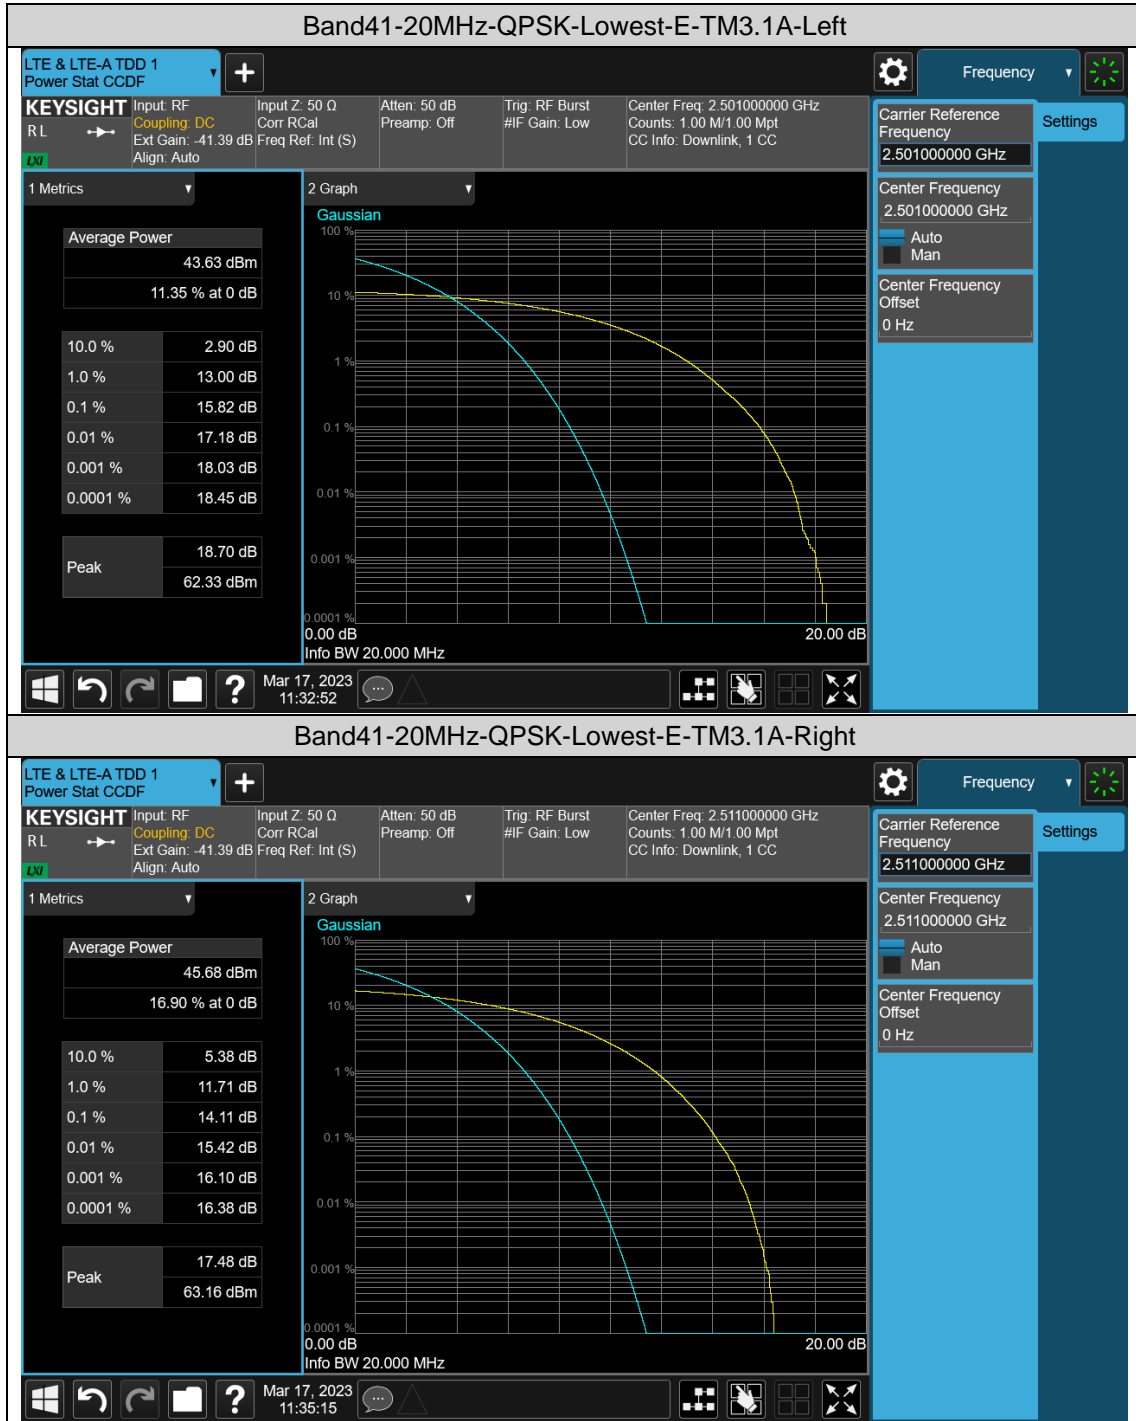 Band41-20MHz-QPSK-Lowest-E-TM3.1A-Left
LTE & LTE-A TDD 1
Power Stat CCDF
Frequency
KEYSIGHT
R L
LXI
Input: RF
Coupling: DC
Ext Gain: -41.39 dB
Align: Auto
Input Z: 50 Ω
Corr RCal
Freq Ref: Int (S)
Atten: 50 dB
Preamp: Off
Trig: RF Burst
#IF Gain: Low
Center Freq: 2.501000000 GHz
Counts: 1.00 M/1.00 Mpt
CC Info: Downlink, 1 CC
Carrier Reference
Frequency
2.501000000 GHz
Settings
Center Frequency
2.501000000 GHz
Auto
Man
Center Frequency
Offset
0 Hz
1 Metrics
Average Power
43.63 dBm
11.35 % at 0 dB
10.0 % 2.90 dB
1.0 % 13.00 dB
0.1 % 15.82 dB
0.01 % 17.18 dB
0.001 % 18.03 dB
0.0001 % 18.45 dB
Peak
18.70 dB
62.33 dBm
2 Graph
Gaussian
100 %
10 %
1 %
0.1 %
0.01 %
0.001 %
0.0001 %
0.00 dB 20.00 dB
Info BW 20.000 MHz
?
Mar 17, 2023
11:32:52
Band41-20MHz-QPSK-Lowest-E-TM3.1A-Right
LTE & LTE-A TDD 1
Power Stat CCDF
Frequency
KEYSIGHT
R L
LXI
Input: RF
Coupling: DC
Ext Gain: -41.39 dB
Align: Auto
Input Z: 50 Ω
Corr RCal
Freq Ref: Int (S)
Atten: 50 dB
Preamp: Off
Trig: RF Burst
#IF Gain: Low
Center Freq: 2.511000000 GHz
Counts: 1.00 M/1.00 Mpt
CC Info: Downlink, 1 CC
Carrier Reference
Frequency
2.511000000 GHz
Settings
Center Frequency
2.511000000 GHz
Auto
Man
Center Frequency
Offset
0 Hz
1 Metrics
Average Power
45.68 dBm
16.90 % at 0 dB
10.0 % 5.38 dB
1.0 % 11.71 dB
0.1 % 14.11 dB
0.01 % 15.42 dB
0.001 % 16.10 dB
0.0001 % 16.38 dB
Peak
17.48 dB
63.16 dBm
2 Graph
Gaussian
100 %
10 %
1 %
0.1 %
0.01 %
0.001 %
0.0001 %
0.00 dB 20.00 dB
Info BW 20.000 MHz
?
Mar 17, 2023
11:35:15